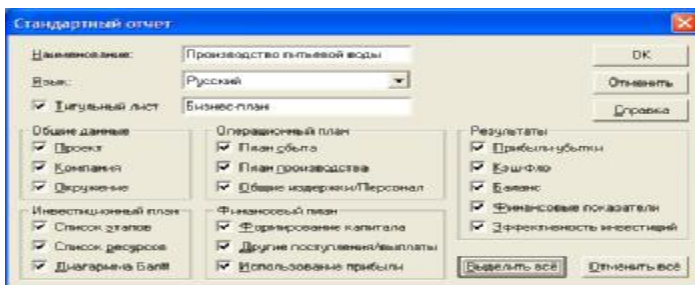 Стандартный отчет
Наименование: Производство питьевой воды
OK
Язык: Русский
Отменить
Титульный лист Бизнес-план
Справка
Общие данные
Проект
Компания
Окружение
Операционный план
План сбыта
План производства
Общие издержки/Персонал
Результаты
Прибыли-убытки
Кэш-фло
Баланс
Финансовые показатели
Эффективность инвестиций
Инвестиционный план
Список этапов
Список ресурсов
Диаграмма Gantt
Финансовый план
Формирование капитала
Другие поступления/выплаты
Использование прибыли
Выделить всё
Отменить всё